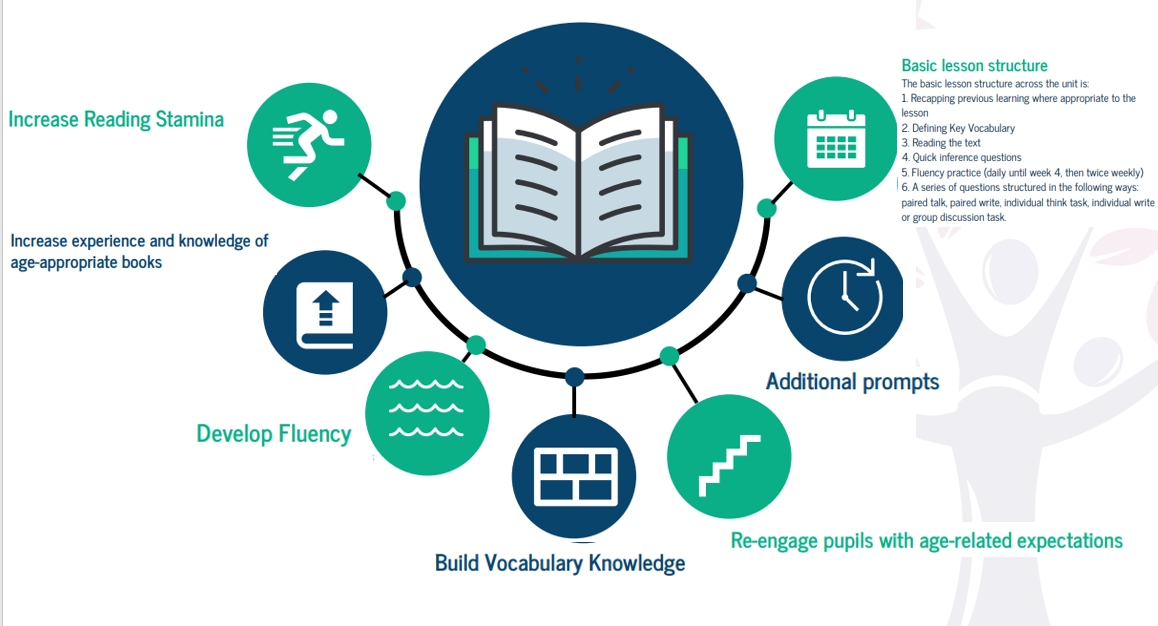 Basic lesson structure
The basic lesson structure across the unit is:
1. Recapping previous learning where appropriate to the
lesson
2. Defining Key Vocabulary
3. Reading the text
4. Quick inference questions
5. Fluency practice (daily until week 4, then twice weekly)
6. A series of questions structured in the following ways:
paired talk, paired write, individual think task, individual write
or group discussion task.
Increase Reading Stamina
Increase experience and knowledge of
age-appropriate books
Additional prompts
Develop Fluency
Re-engage pupils with age-related expectations
Build Vocabulary Knowledge